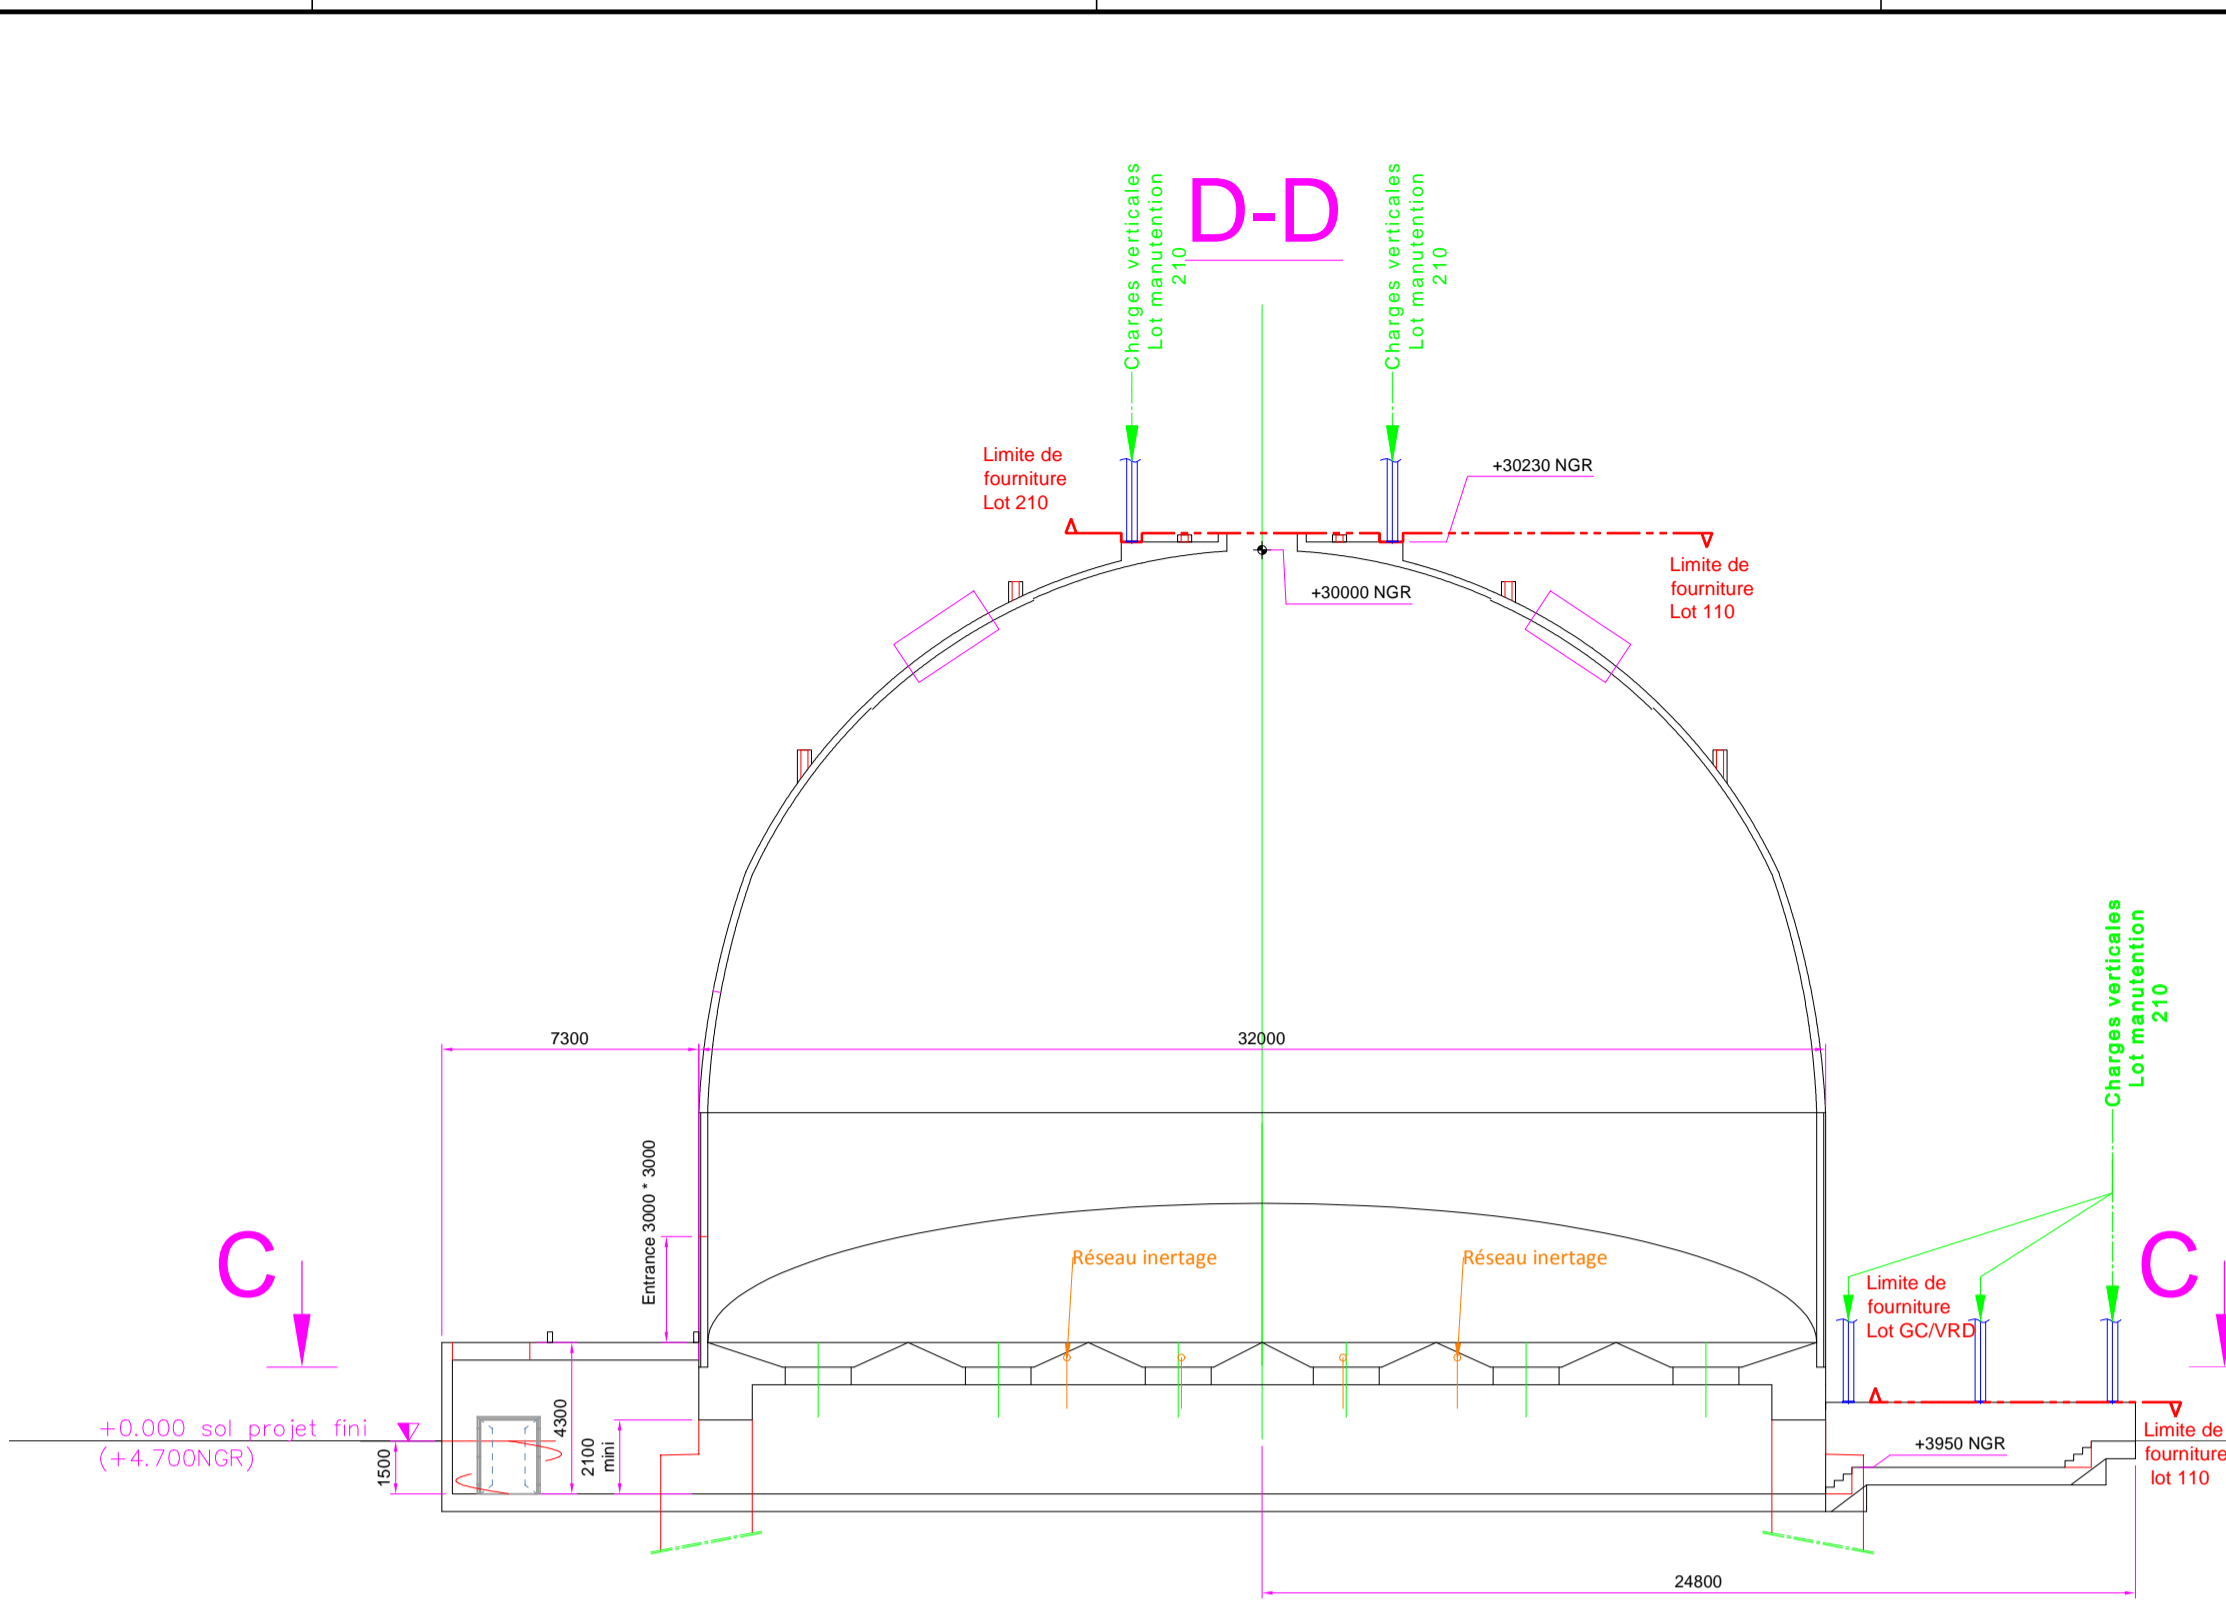 Charges verticales
Lot manutention
210
D-D
Charges verticales
Lot manutention
210
Limite de
fourniture
Lot 210
+30230 NGR
Limite de
fourniture
Lot 110
+30000 NGR
Charges verticales
Lot manutention
210
7300
32000
Entrance 3000 * 3000
C
Réseau inertage
Réseau inertage
C
Limite de
fourniture
Lot GC/VRD
+0.000 sol projet fini
(+4.700NGR)
1500
4300
2100
mini
+3950 NGR
Limite de
fourniture
lot 110
24800